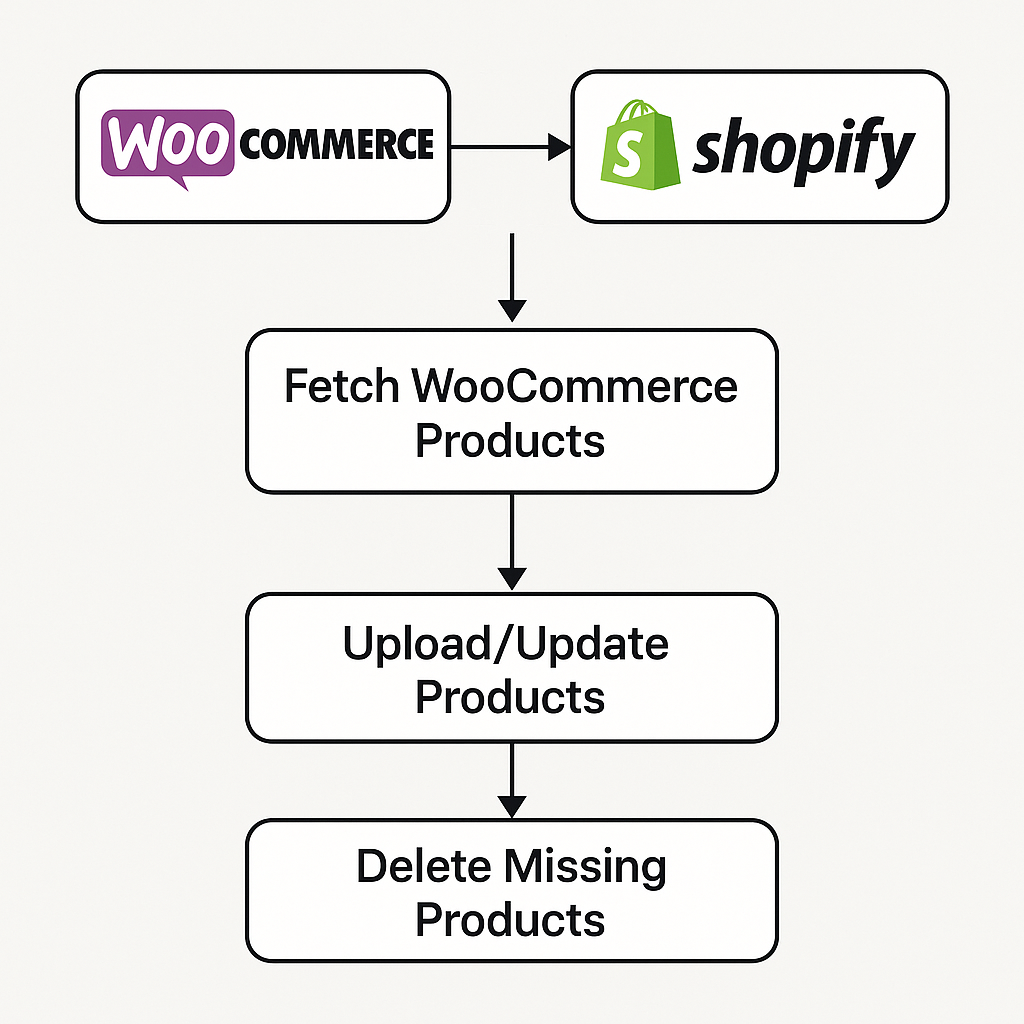 Woo COMMERCE
S shopify
Fetch WooCommerce
Products
Upload/Update
Products
Delete Missing
Products